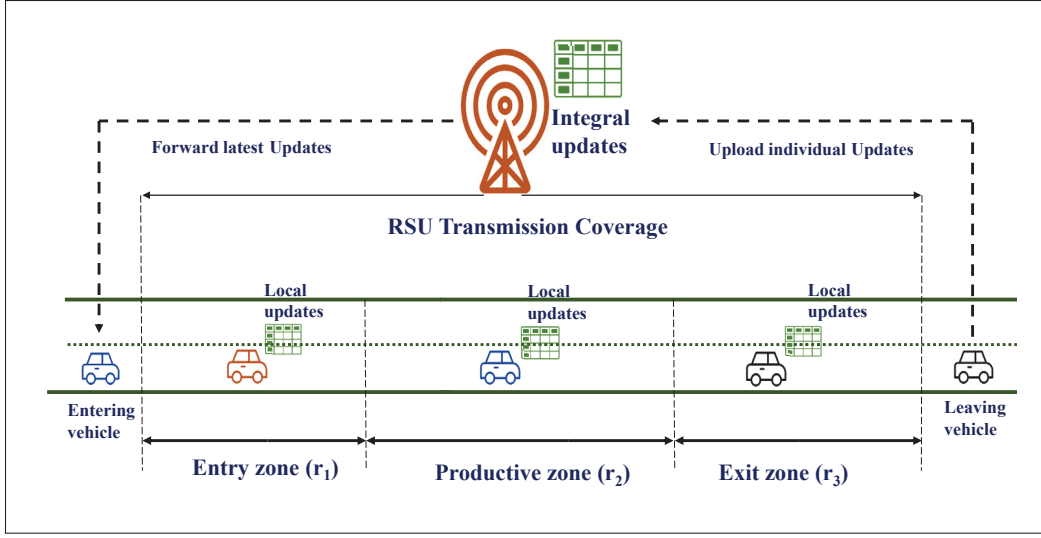 Integral
updates
Forward latest Updates
Upload individual Updates
RSU Transmission Coverage
Local
updates
Local
updates
Local
updates
Entering
vehicle
Leaving
vehicle
Entry zone (r₁)
Productive zone (r₂)
Exit zone (r₃)